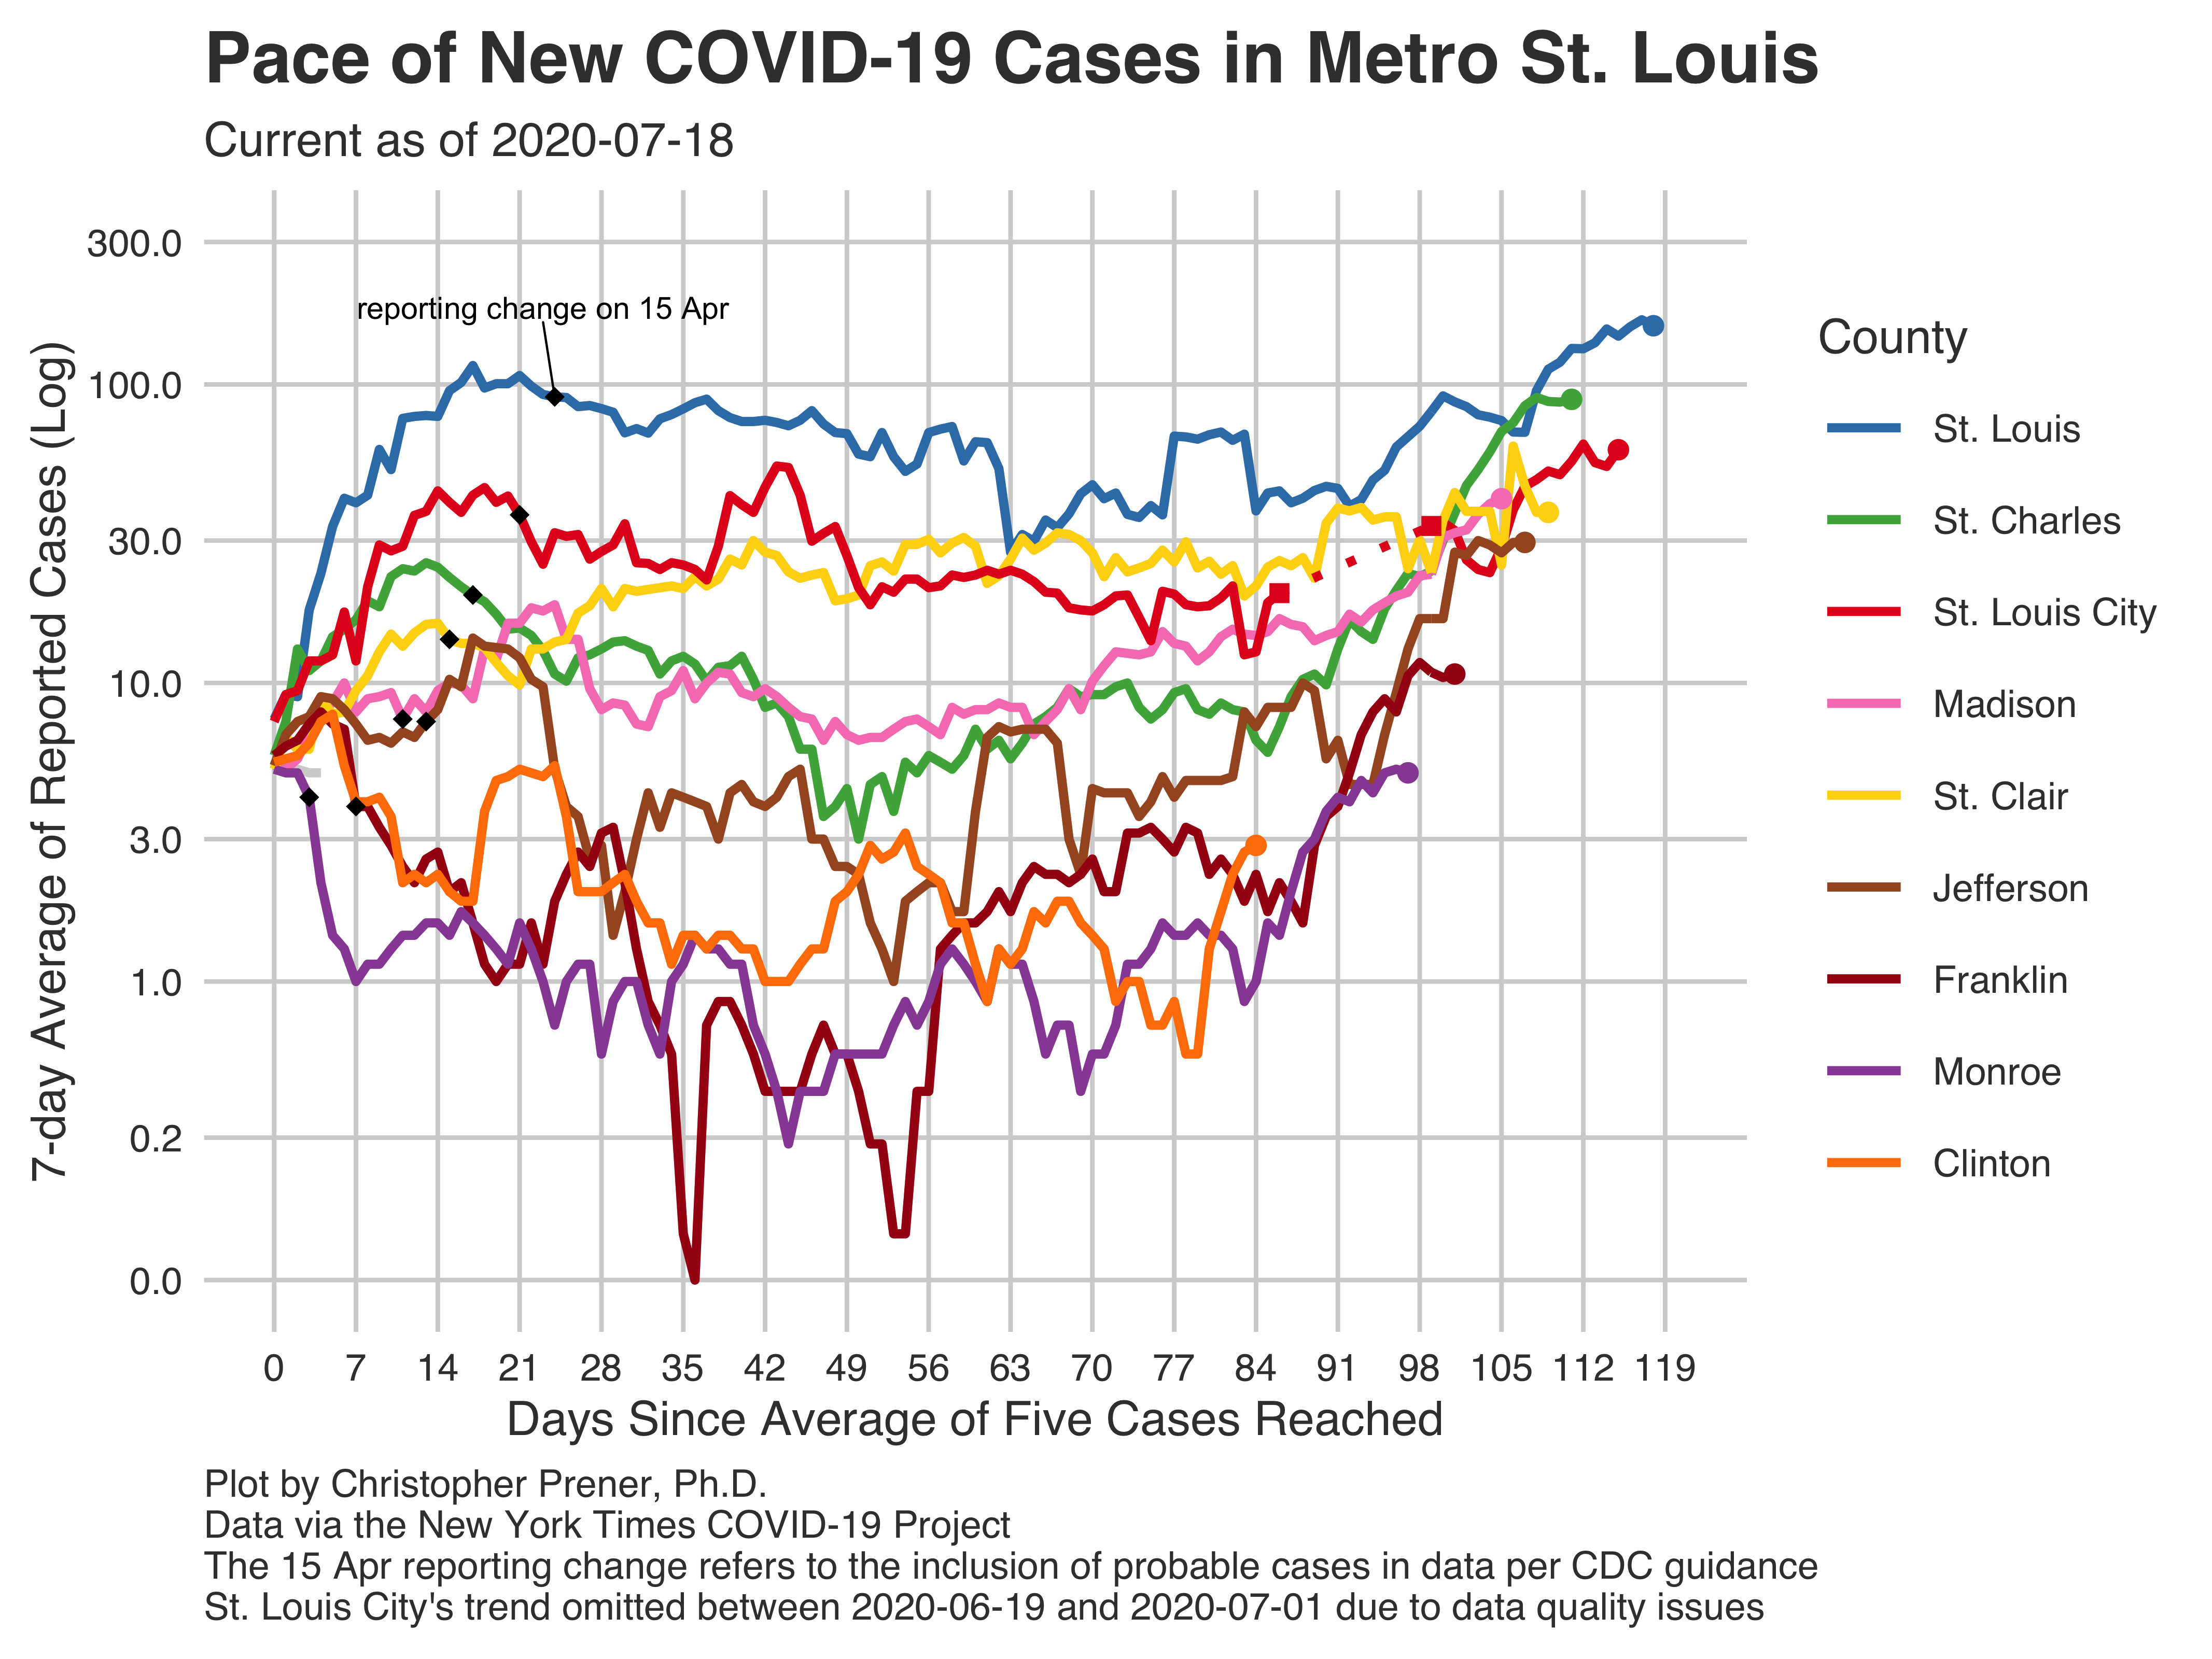 Pace of New COVID-19 Cases in Metro St. Louis
Current as of 2020-07-18
7-day Average of Reported Cases (Log)
300.0
100.0
30.0
10.0
3.0
1.0
0.2
0.0
reporting change on 15 Apr
0 7 14 21 28 35 42 49 56 63 70 77 84 91 98 105 112 119
Days Since Average of Five Cases Reached
County
St. Louis
St. Charles
St. Louis City
Madison
St. Clair
Jefferson
Franklin
Monroe
Clinton
Plot by Christopher Prener, Ph.D.
Data via the New York Times COVID-19 Project
The 15 Apr reporting change refers to the inclusion of probable cases in data per CDC guidance
St. Louis City's trend omitted between 2020-06-19 and 2020-07-01 due to data quality issues